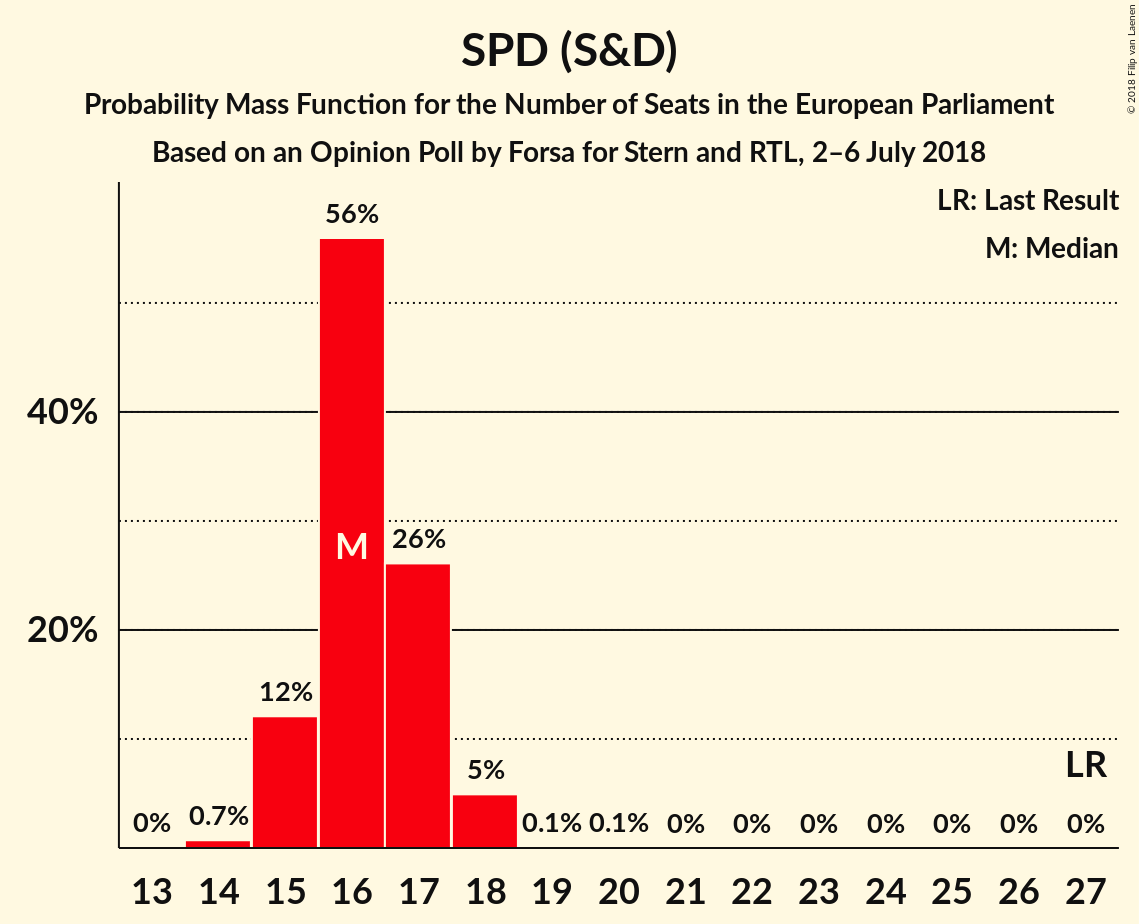 SPD (S&D)
Probability Mass Function for the Number of Seats in the European Parliament
Based on an Opinion Poll by Forsa for Stern and RTL, 2–6 July 2018
© 2018 Filip van Laenen
LR: Last Result
M: Median
56%
40%
M
26%
20%
12%
LR
5%
0%
0.7%
0.1%
0.1%
0%
0%
0%
0%
0%
0%
0%
13 14 15 16 17 18 19 20 21 22 23 24 25 26 27